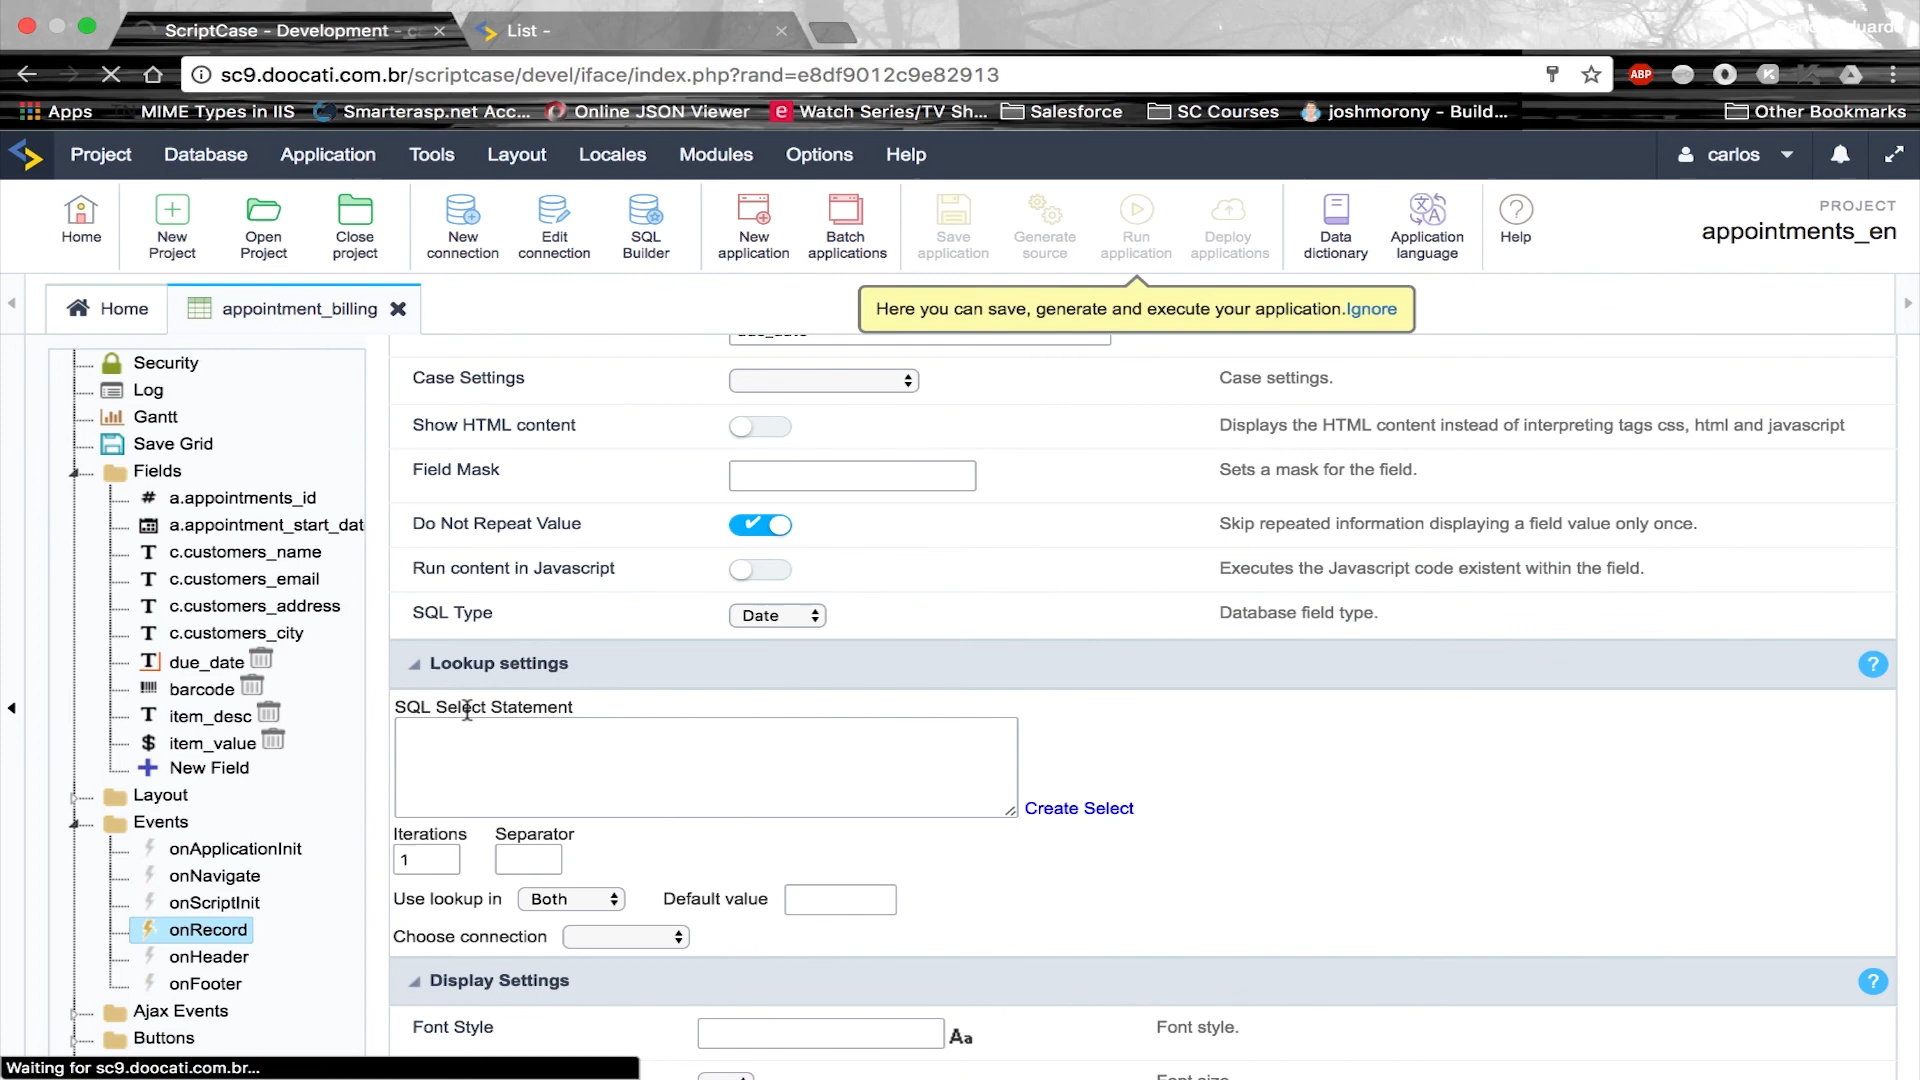 ScriptCase - Development - c
List -
sc9.doocati.com.br/scriptcase/devel/iface/index.php?rand=e8df9012c9e82913
ABP
Apps
MIME Types in IIS
Smarterasp.net Acc...
Online JSON Viewer
Watch Series/TV Sh...
Salesforce
SC Courses
joshmorony - Build...
Other Bookmarks
Project
Database
Application
Tools
Layout
Locales
Modules
Options
Help
carlos
Home
New Project
Open Project
Close project
New connection
Edit connection
SQL Builder
New application
Batch applications
Save application
Generate source
Run application
Deploy applications
Data dictionary
Application language
Help
PROJECT
appointments_en
Home
appointment_billing
Here you can save, generate and execute your application.Ignore
Security
Log
Gantt
Save Grid
Fields
a.appointments_id
a.appointment_start_dat
c.customers_name
c.customers_email
c.customers_address
c.customers_city
due_date
barcode
item_desc
item_value
New Field
Layout
Events
onApplicationInit
onNavigate
onScriptInit
onRecord
onHeader
onFooter
Ajax Events
Buttons
due_date
Case Settings
Case settings.
Show HTML content
Displays the HTML content instead of interpreting tags css, html and javascript
Field Mask
Sets a mask for the field.
Do Not Repeat Value
Skip repeated information displaying a field value only once.
Run content in Javascript
Executes the Javascript code existent within the field.
SQL Type
Date
Database field type.
Lookup settings
SQL Select Statement
Create Select
Iterations
Separator
1
Use lookup in
Both
Default value
Choose connection
Display Settings
Font Style
Aa
Font style.
Font size.
Waiting for sc9.doocati.com.br...